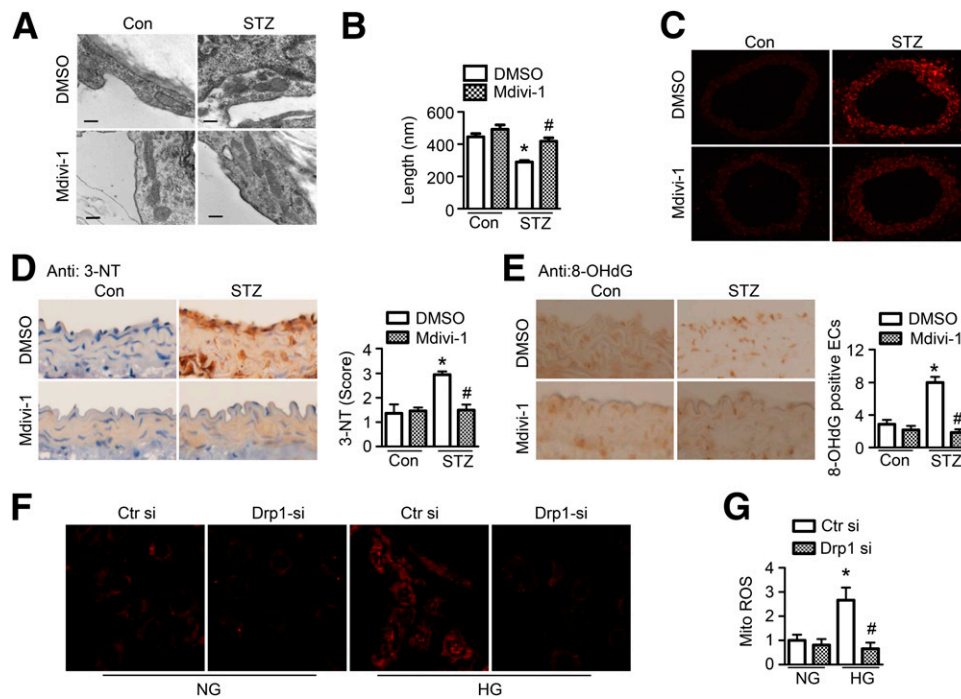 A
Con
STZ
DMSO
Mdivi-1
B
DMSO
Mdivi-1
Length (nm)
600
400
200
0
*
#
Con
STZ
C
Con
STZ
DMSO
Mdivi-1
D
Anti: 3-NT
Con
STZ
DMSO
Mdivi-1
DMSO
Mdivi-1
3-NT (Score)
4
3
2
1
0
*
#
Con
STZ
E
Anti:8-OHdG
Con
STZ
DMSO
Mdivi-1
DMSO
Mdivi-1
8-OHdG positive ECs
12
8
4
0
*
#
Con
STZ
F
Ctr si
Drp1-si
Ctr si
Drp1-si
NG
HG
G
Ctr si
Drp1 si
Mito ROS
4
3
2
1
0
*
#
NG
HG